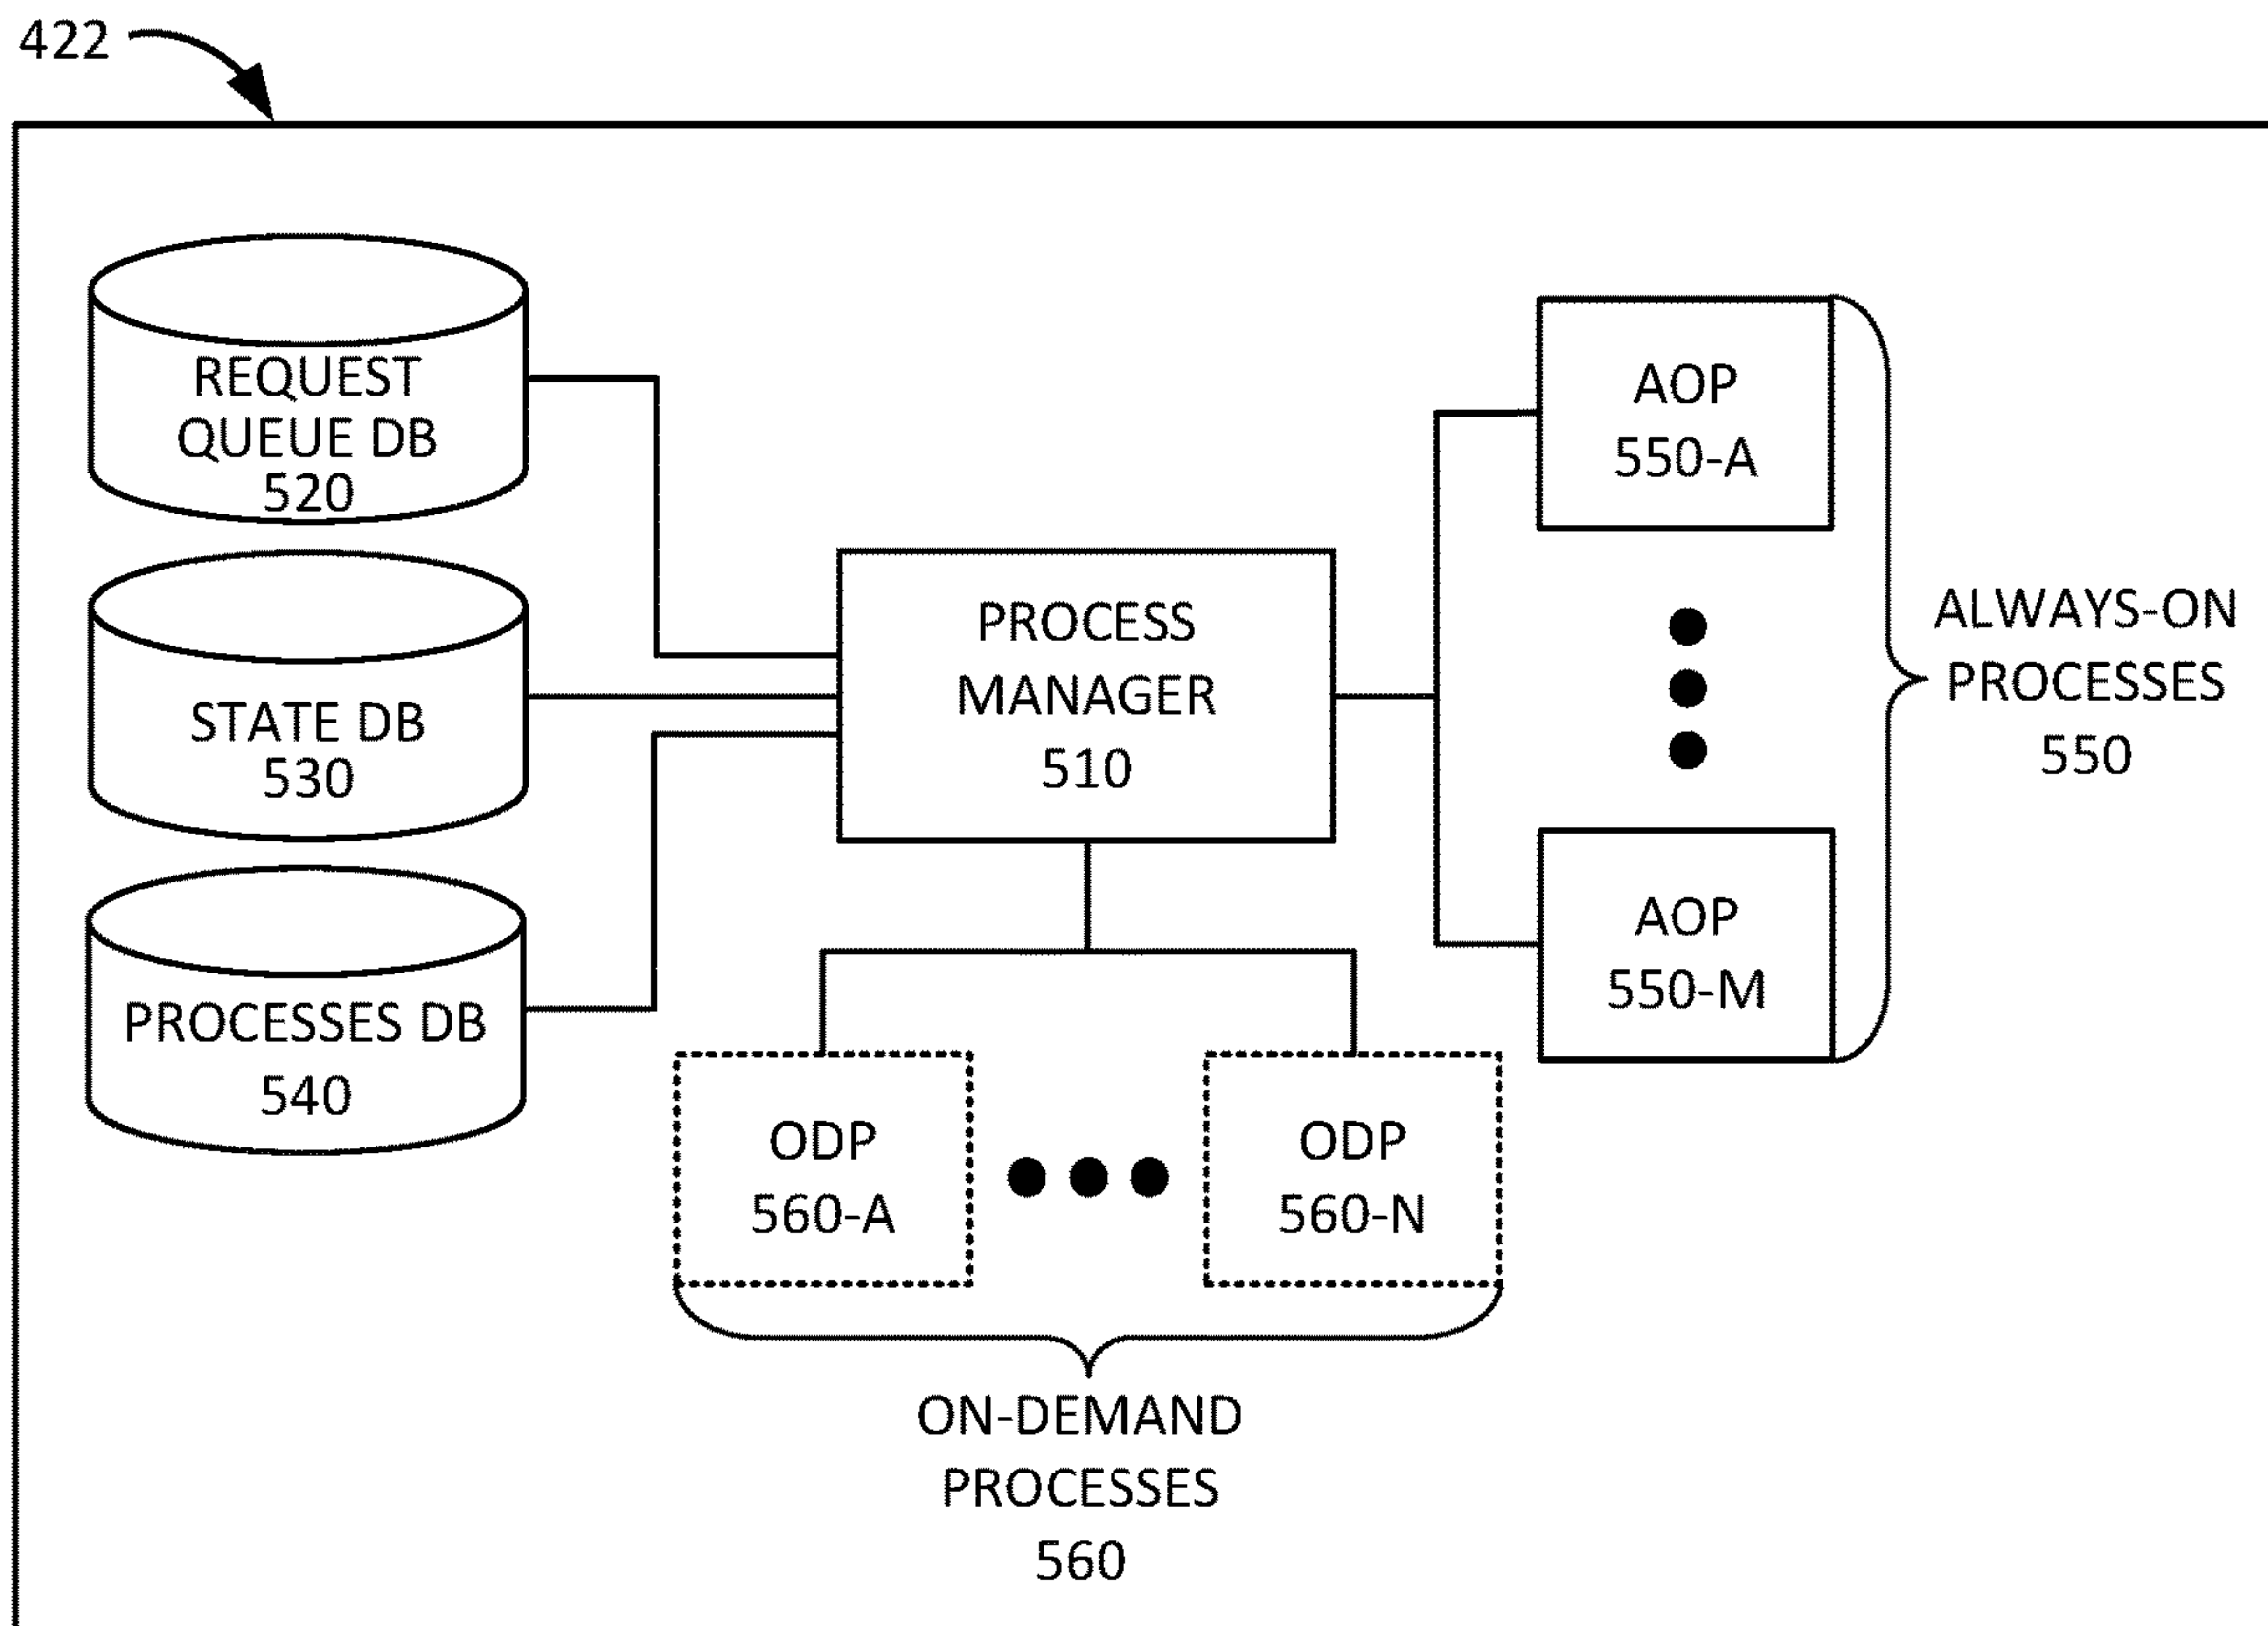 422
REQUEST
QUEUE DB
520
STATE DB
530
PROCESSES DB
540
PROCESS
MANAGER
510
AOP
550-A
AOP
550-M
ALWAYS-ON
PROCESSES
550
ODP
560-A
ODP
560-N
ON-DEMAND
PROCESSES
560